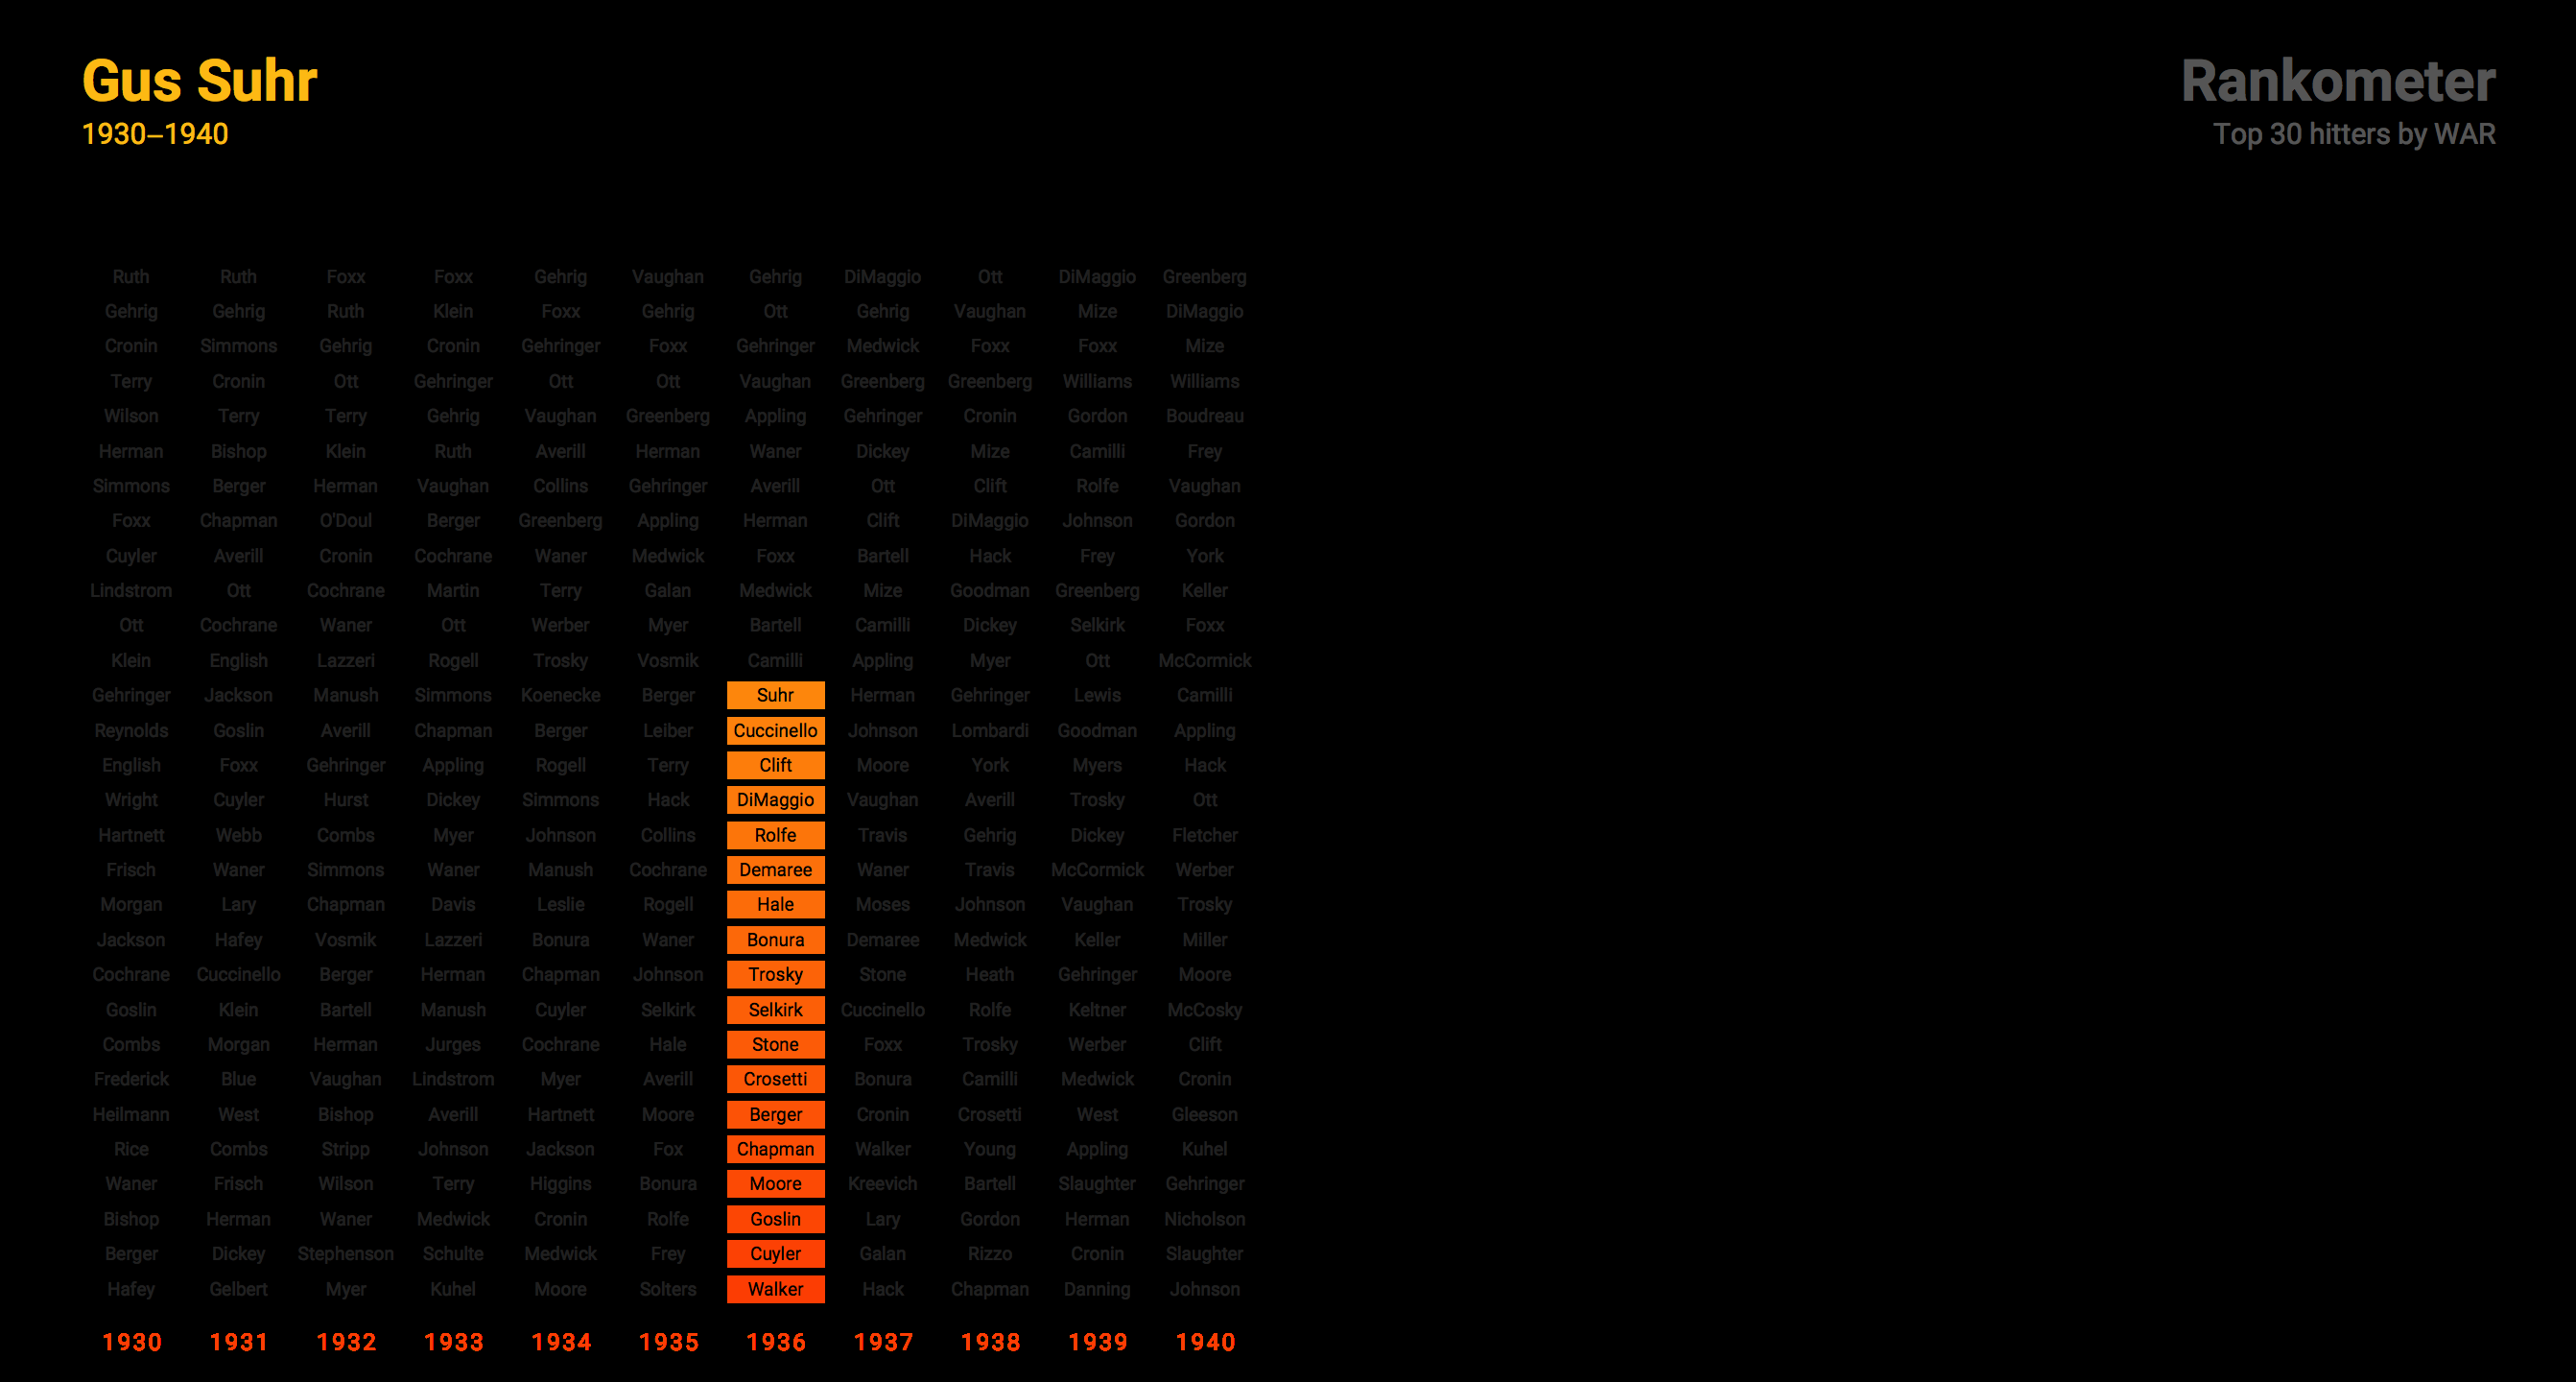 Gus Suhr
1930–1940
Rankometer
Top 30 hitters by WAR
Ruth Ruth Foxx Foxx Gehrig Vaughan Gehrig DiMaggio Ott DiMaggio Greenberg
Gehrig Gehrig Ruth Klein Foxx Gehrig Ott Gehrig Vaughan Mize DiMaggio
Cronin Simmons Gehrig Cronin Gehringer Foxx Gehringer Medwick Foxx Foxx Mize
Terry Cronin Ott Gehringer Ott Ott Vaughan Greenberg Greenberg Williams Williams
Wilson Terry Terry Gehrig Vaughan Greenberg Appling Gehringer Cronin Gordon Boudreau
Herman Bishop Klein Ruth Averill Herman Waner Dickey Mize Camilli Frey
Simmons Berger Herman Vaughan Collins Gehringer Averill Ott Clift Rolfe Vaughan
Foxx Chapman O'Doul Berger Greenberg Appling Herman Clift DiMaggio Johnson Gordon
Cuyler Averill Cronin Cochrane Waner Medwick Foxx Bartell Hack Frey York
Lindstrom Ott Cochrane Martin Terry Galan Medwick Mize Goodman Greenberg Keller
Ott Cochrane Waner Ott Werber Myer Bartell Camilli Dickey Selkirk Foxx
Klein English Lazzeri Rogell Trosky Vosmik Camilli Appling Myer Ott McCormick
Gehringer Jackson Manush Simmons Koenecke Berger Suhr Herman Gehringer Lewis Camilli
Reynolds Goslin Averill Chapman Berger Leiber Cuccinello Johnson Lombardi Goodman Appling
English Foxx Gehringer Appling Rogell Terry Clift Moore York Myers Hack
Wright Cuyler Hurst Dickey Simmons Hack DiMaggio Vaughan Averill Trosky Ott
Hartnett Webb Combs Myer Johnson Collins Rolfe Travis Gehrig Dickey Fletcher
Frisch Waner Simmons Waner Manush Cochrane Demaree Waner Travis McCormick Werber
Morgan Lary Chapman Davis Leslie Rogell Hale Moses Johnson Vaughan Trosky
Jackson Hafey Vosmik Lazzeri Bonura Waner Bonura Demaree Medwick Keller Miller
Cochrane Cuccinello Berger Herman Chapman Johnson Trosky Stone Heath Gehringer Moore
Goslin Klein Bartell Manush Cuyler Selkirk Selkirk Cuccinello Rolfe Keltner McCosky
Combs Morgan Herman Jurges Cochrane Hale Stone Foxx Trosky Werber Clift
Frederick Blue Vaughan Lindstrom Myer Averill Crosetti Bonura Camilli Medwick Cronin
Heilmann West Bishop Averill Hartnett Moore Berger Cronin Crosetti West Gleeson
Rice Combs Stripp Johnson Jackson Fox Chapman Walker Young Appling Kuhel
Waner Frisch Wilson Terry Higgins Bonura Moore Kreevich Bartell Slaughter Gehringer
Bishop Herman Waner Medwick Cronin Rolfe Goslin Lary Gordon Herman Nicholson
Berger Dickey Stephenson Schulte Medwick Frey Cuyler Galan Rizzo Cronin Slaughter
Hafey Gelbert Myer Kuhel Moore Solters Walker Hack Chapman Danning Johnson
1930 1931 1932 1933 1934 1935 1936 1937 1938 1939 1940